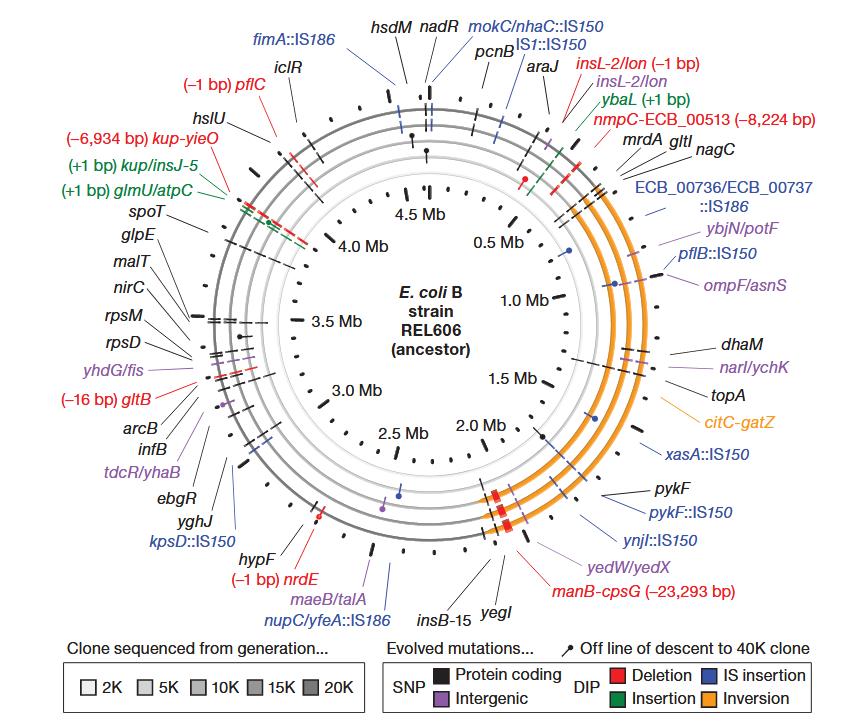 hsdM nadR mokC/nhaC::IS150
fimA::IS186 pcnB IS1::IS150
iclR araJ insL-2/lon (−1 bp)
(−1 bp) pflC insL-2/lon
ybaL (+1 bp)
hslU nmpC-ECB_00513 (−8,224 bp)
(−6,934 bp) kup-yieO mrdA gltI
nagC
(+1 bp) kup/insJ-5 ECB_00736/ECB_00737
(+1 bp) glmU/atpC ::IS186
spoT ybjN/potF
glpE pflB::IS150
malT ompF/asnS
nirC
rpsM dhaM
rpsD narI/ychK
yhdG/fis topA
(−16 bp) gltB citC-gatZ
arcB xasA::IS150
infB
tdcR/yhaB pykF
ebgR pykF::IS150
yghJ ynjI::IS150
kpsD::IS150 yedW/yedX
hypF manB-cpsG (−23,293 bp)
(−1 bp) nrdE
maeB/talA
nupC/yfeA::IS186 insB-15 yegI
4.5 Mb
4.0 Mb 0.5 Mb
E. coli B
strain
REL606
(ancestor)
3.5 Mb 1.0 Mb
3.0 Mb 1.5 Mb
2.5 Mb 2.0 Mb
Clone sequenced from generation...
2K 5K 10K 15K 20K
Evolved mutations... Off line of descent to 40K clone
SNP Protein coding DIP Deletion IS insertion
Intergenic Insertion Inversion